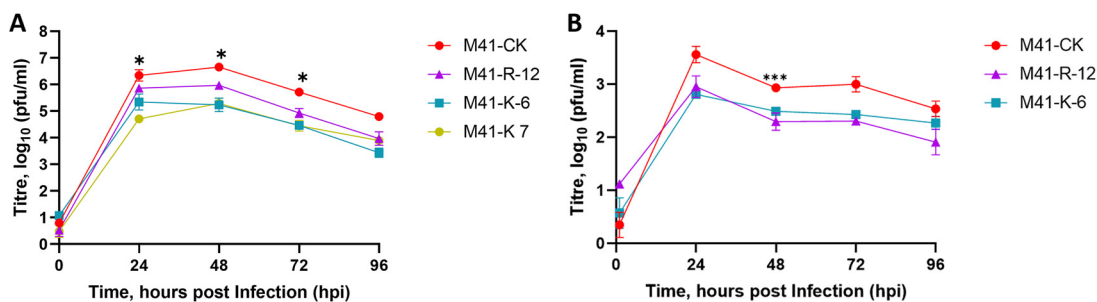 A
Titre, log10 (pfu/ml)
7
6
5
4
3
2
1
0
*
*
*
0 24 48 72 96
Time, hours post Infection (hpi)
M41-CK
M41-R-12
M41-K-6
M41-K 7
B
Titre, log10 (pfu/ml)
4
3
2
1
0
***
0 24 48 72 96
Time, hours post Infection (hpi)
M41-CK
M41-R-12
M41-K-6